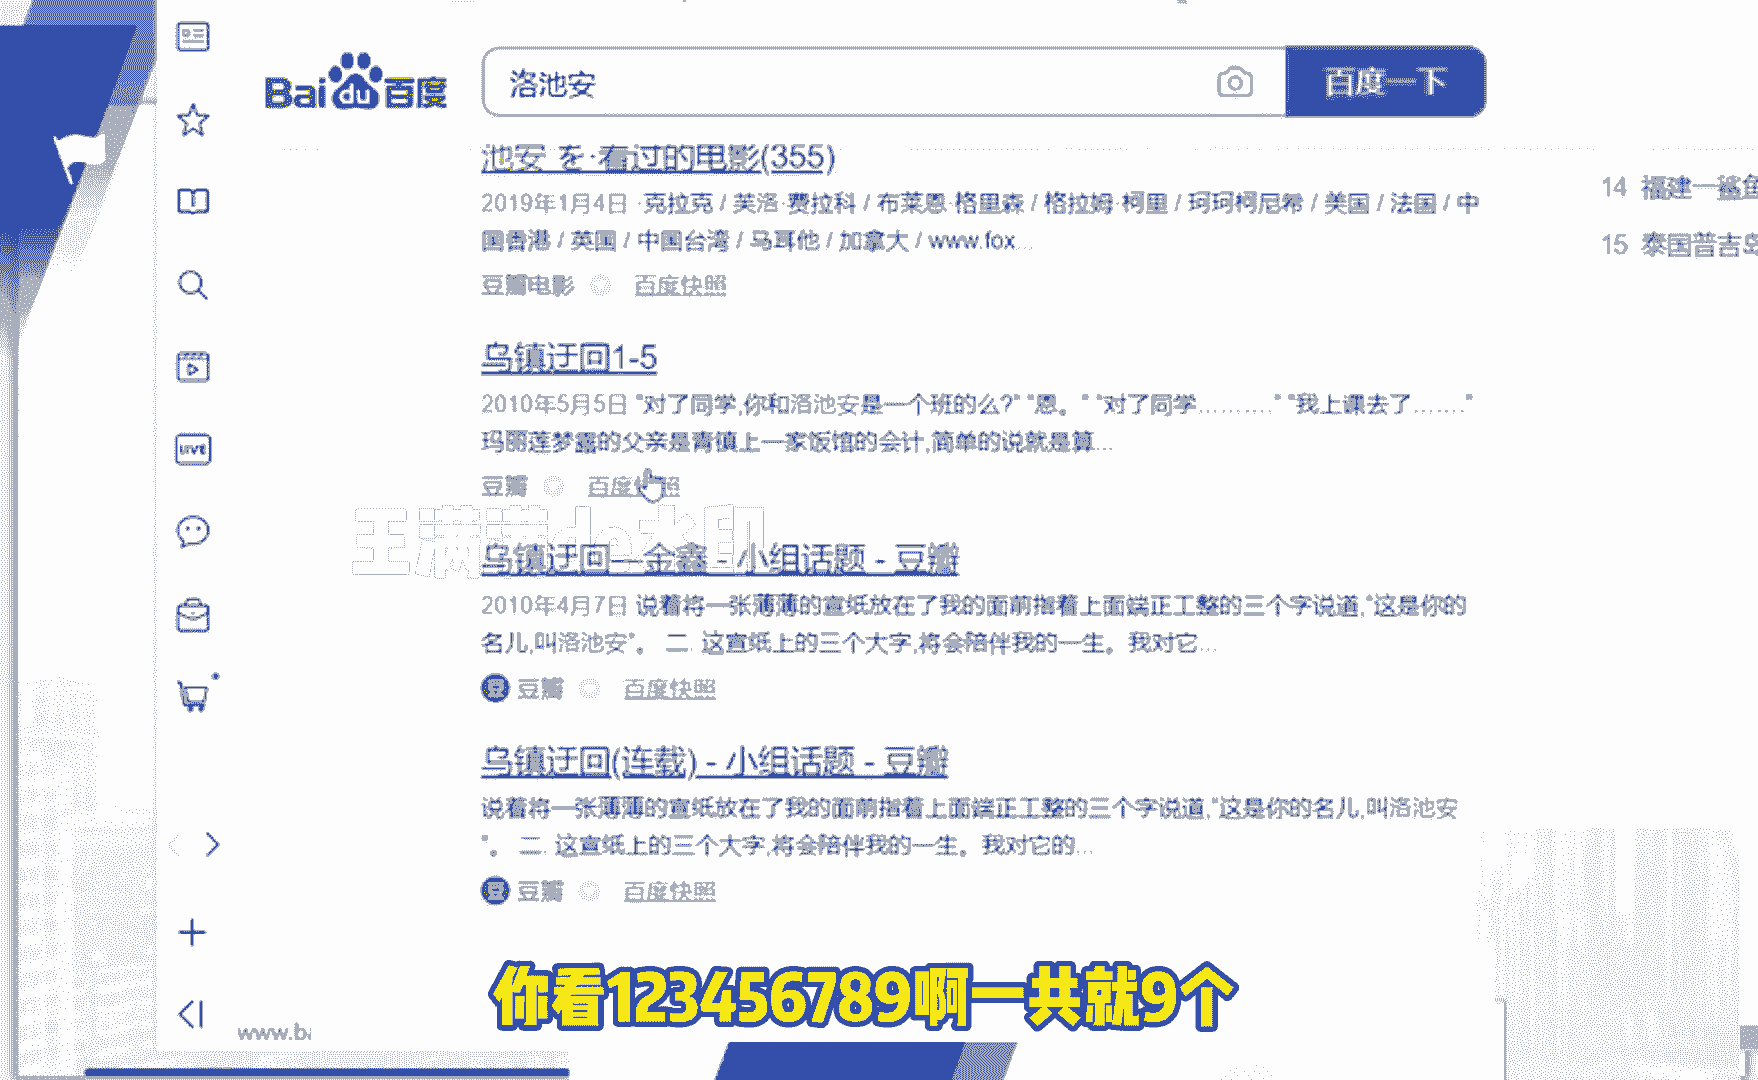 Bai du 百度
洛池安
百度一下
池安 を·看过的电影(355)
2019年1月4日 ·克拉克 / 芙洛·费拉科 / 布莱恩·格里森 / 格拉姆·柯里 / 珂珂柯尼希 / 美国 / 法国 / 中
国香港 / 英国 / 中国台湾 / 马耳他 / 加拿大 / www.fox...
豆瓣电影 百度快照
14 福建一鲨鱼
15 泰国普吉岛
乌镇迂回1-5
2010年5月5日 "对了同学,你和洛池安是一个班的么?" "恩。" "对了同学.........." "我上课去了......."
玛丽莲梦露的父亲是青镇上一家饭馆的会计,简单的说就是算...
豆瓣 百度快照
王满满de水印
乌镇迂回—金鑫 - 小组话题 - 豆瓣
2010年4月7日 说着将一张薄薄的宣纸放在了我的面前指着上面端正工整的三个字说道,"这是你的
名儿,叫洛池安"。 二. 这宣纸上的三个大字,将会陪伴我的一生。我对它...
豆 豆瓣 百度快照
乌镇迂回(连载) - 小组话题 - 豆瓣
说着将一张薄薄的宣纸放在了我的面前指着上面端正工整的三个字说道,"这是你的名儿,叫洛池安
"。 二. 这宣纸上的三个大字,将会陪伴我的一生。我对它的...
豆 豆瓣 百度快照
LIVE
你看123456789啊一共就9个
www.ba